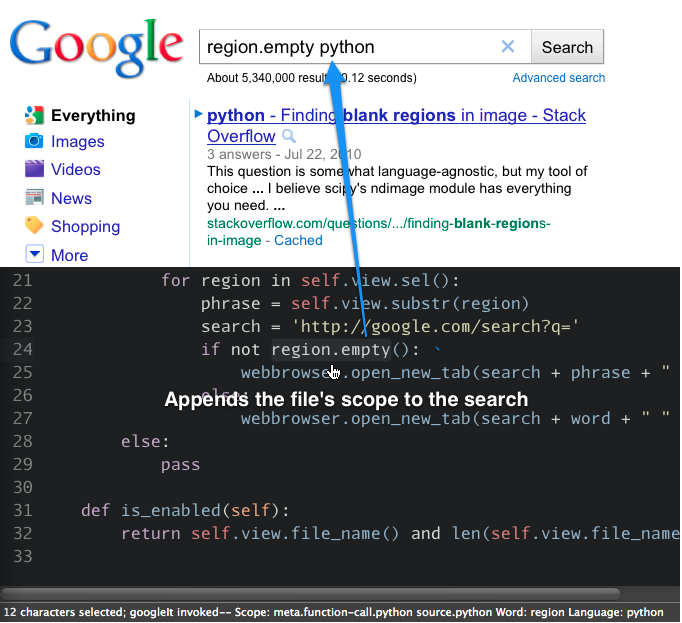 Google
region.empty python
Search
About 5,340,000 results (0.12 seconds)
Advanced search
Everything
Images
Videos
News
Shopping
More
python - Finding blank regions in image - Stack
Overflow
3 answers - Jul 22, 2010
This question is somewhat language-agnostic, but my tool of
choice ... I believe scipy's ndimage module has everything
you need. ...
stackoverflow.com/questions/.../finding-blank-regions-
in-image - Cached
21 for region in self.view.sel():
22 phrase = self.view.substr(region)
23 search = 'http://google.com/search?q='
24 if not region.empty():
25 webbrowser.open_new_tab(search + phrase + "
26 else:
Appends the file's scope to the search
27 webbrowser.open_new_tab(search + word + " "
28 else:
29 pass
30
31 def is_enabled(self):
32 return self.view.file_name() and len(self.view.file_name
33
12 characters selected; googleIt invoked-- Scope: meta.function-call.python source.python Word: region Language: python